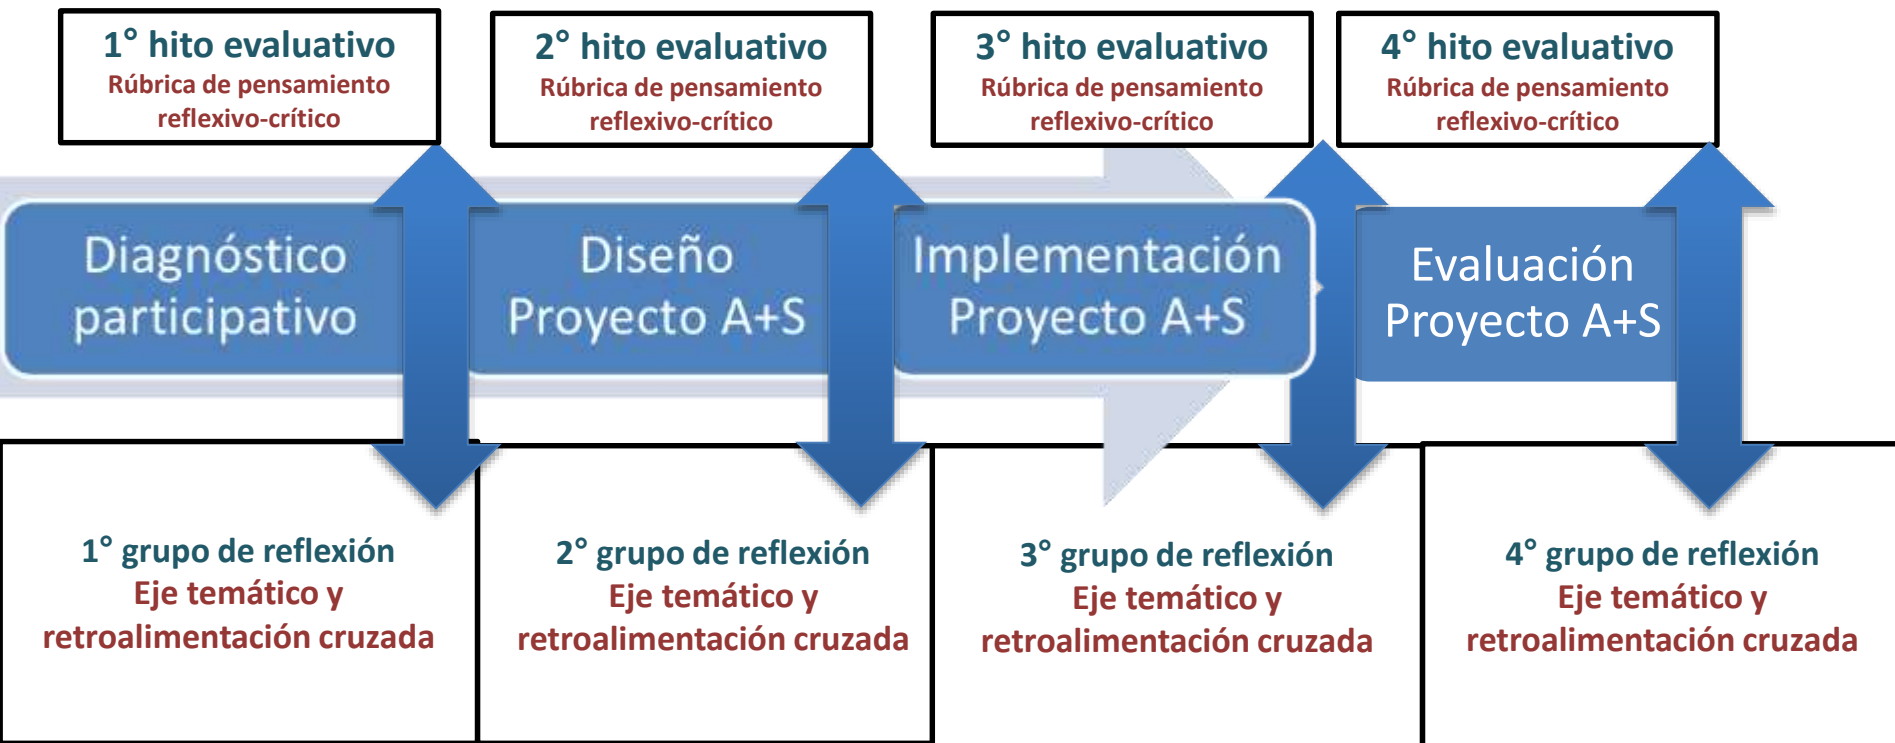 1° hito evaluativo
Rúbrica de pensamiento
reflexivo-crítico
2° hito evaluativo
Rúbrica de pensamiento
reflexivo-crítico
3° hito evaluativo
Rúbrica de pensamiento
reflexivo-crítico
4° hito evaluativo
Rúbrica de pensamiento
reflexivo-crítico
Diagnóstico
participativo
Diseño
Proyecto A+S
Implementación
Proyecto A+S
Evaluación
Proyecto A+S
1° grupo de reflexión
Eje temático y
retroalimentación cruzada
2° grupo de reflexión
Eje temático y
retroalimentación cruzada
3° grupo de reflexión
Eje temático y
retroalimentación cruzada
4° grupo de reflexión
Eje temático y
retroalimentación cruzada